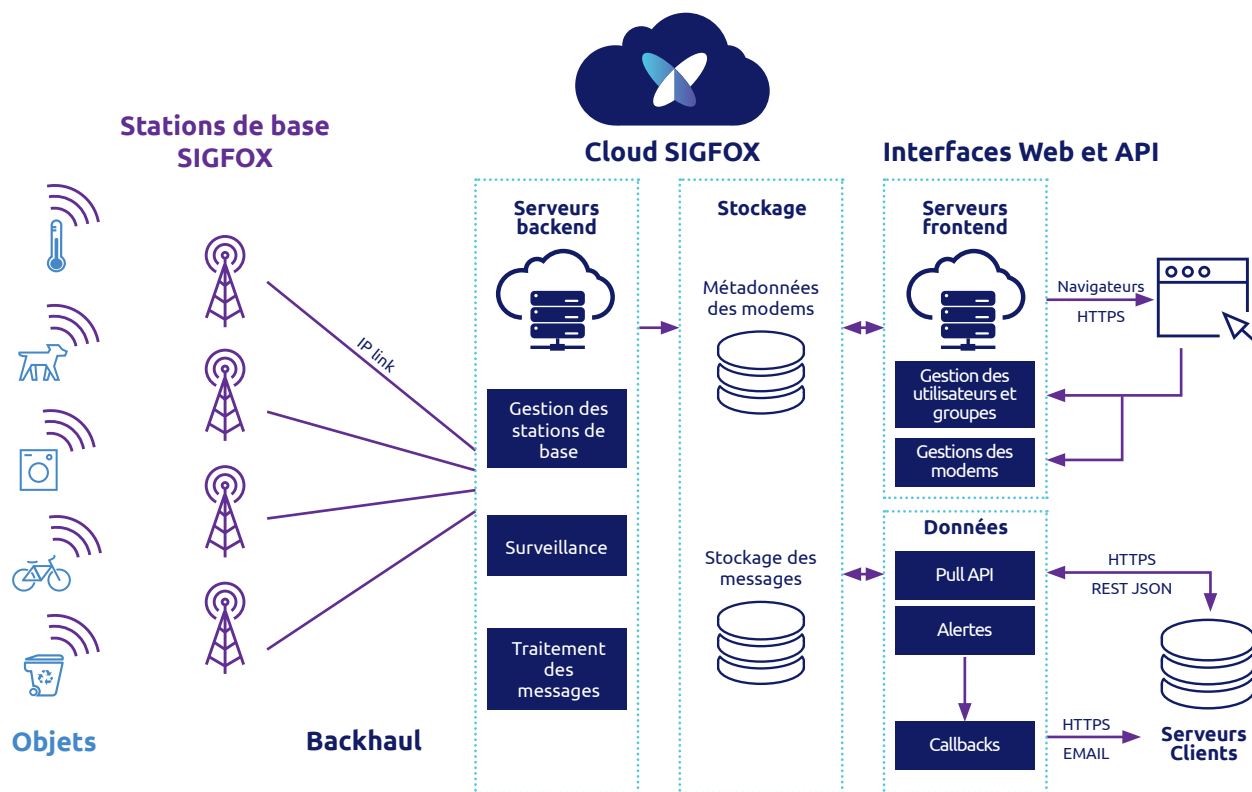 Stations de base
SIGFOX
Cloud SIGFOX
Interfaces Web et API
Serveurs
backend
Stockage
Serveurs
frontend
Métadonnées
des modems
Navigateurs
HTTPS
IP link
Gestion des
stations de
base
Gestion des
utilisateurs et
groupes
Gestions des
modems
Surveillance
Stockage des
messages
Données
Pull API
HTTPS
REST JSON
Alertes
Traitement
des
messages
Callbacks
HTTPS
EMAIL
Serveurs
Clients
Objets
Backhaul